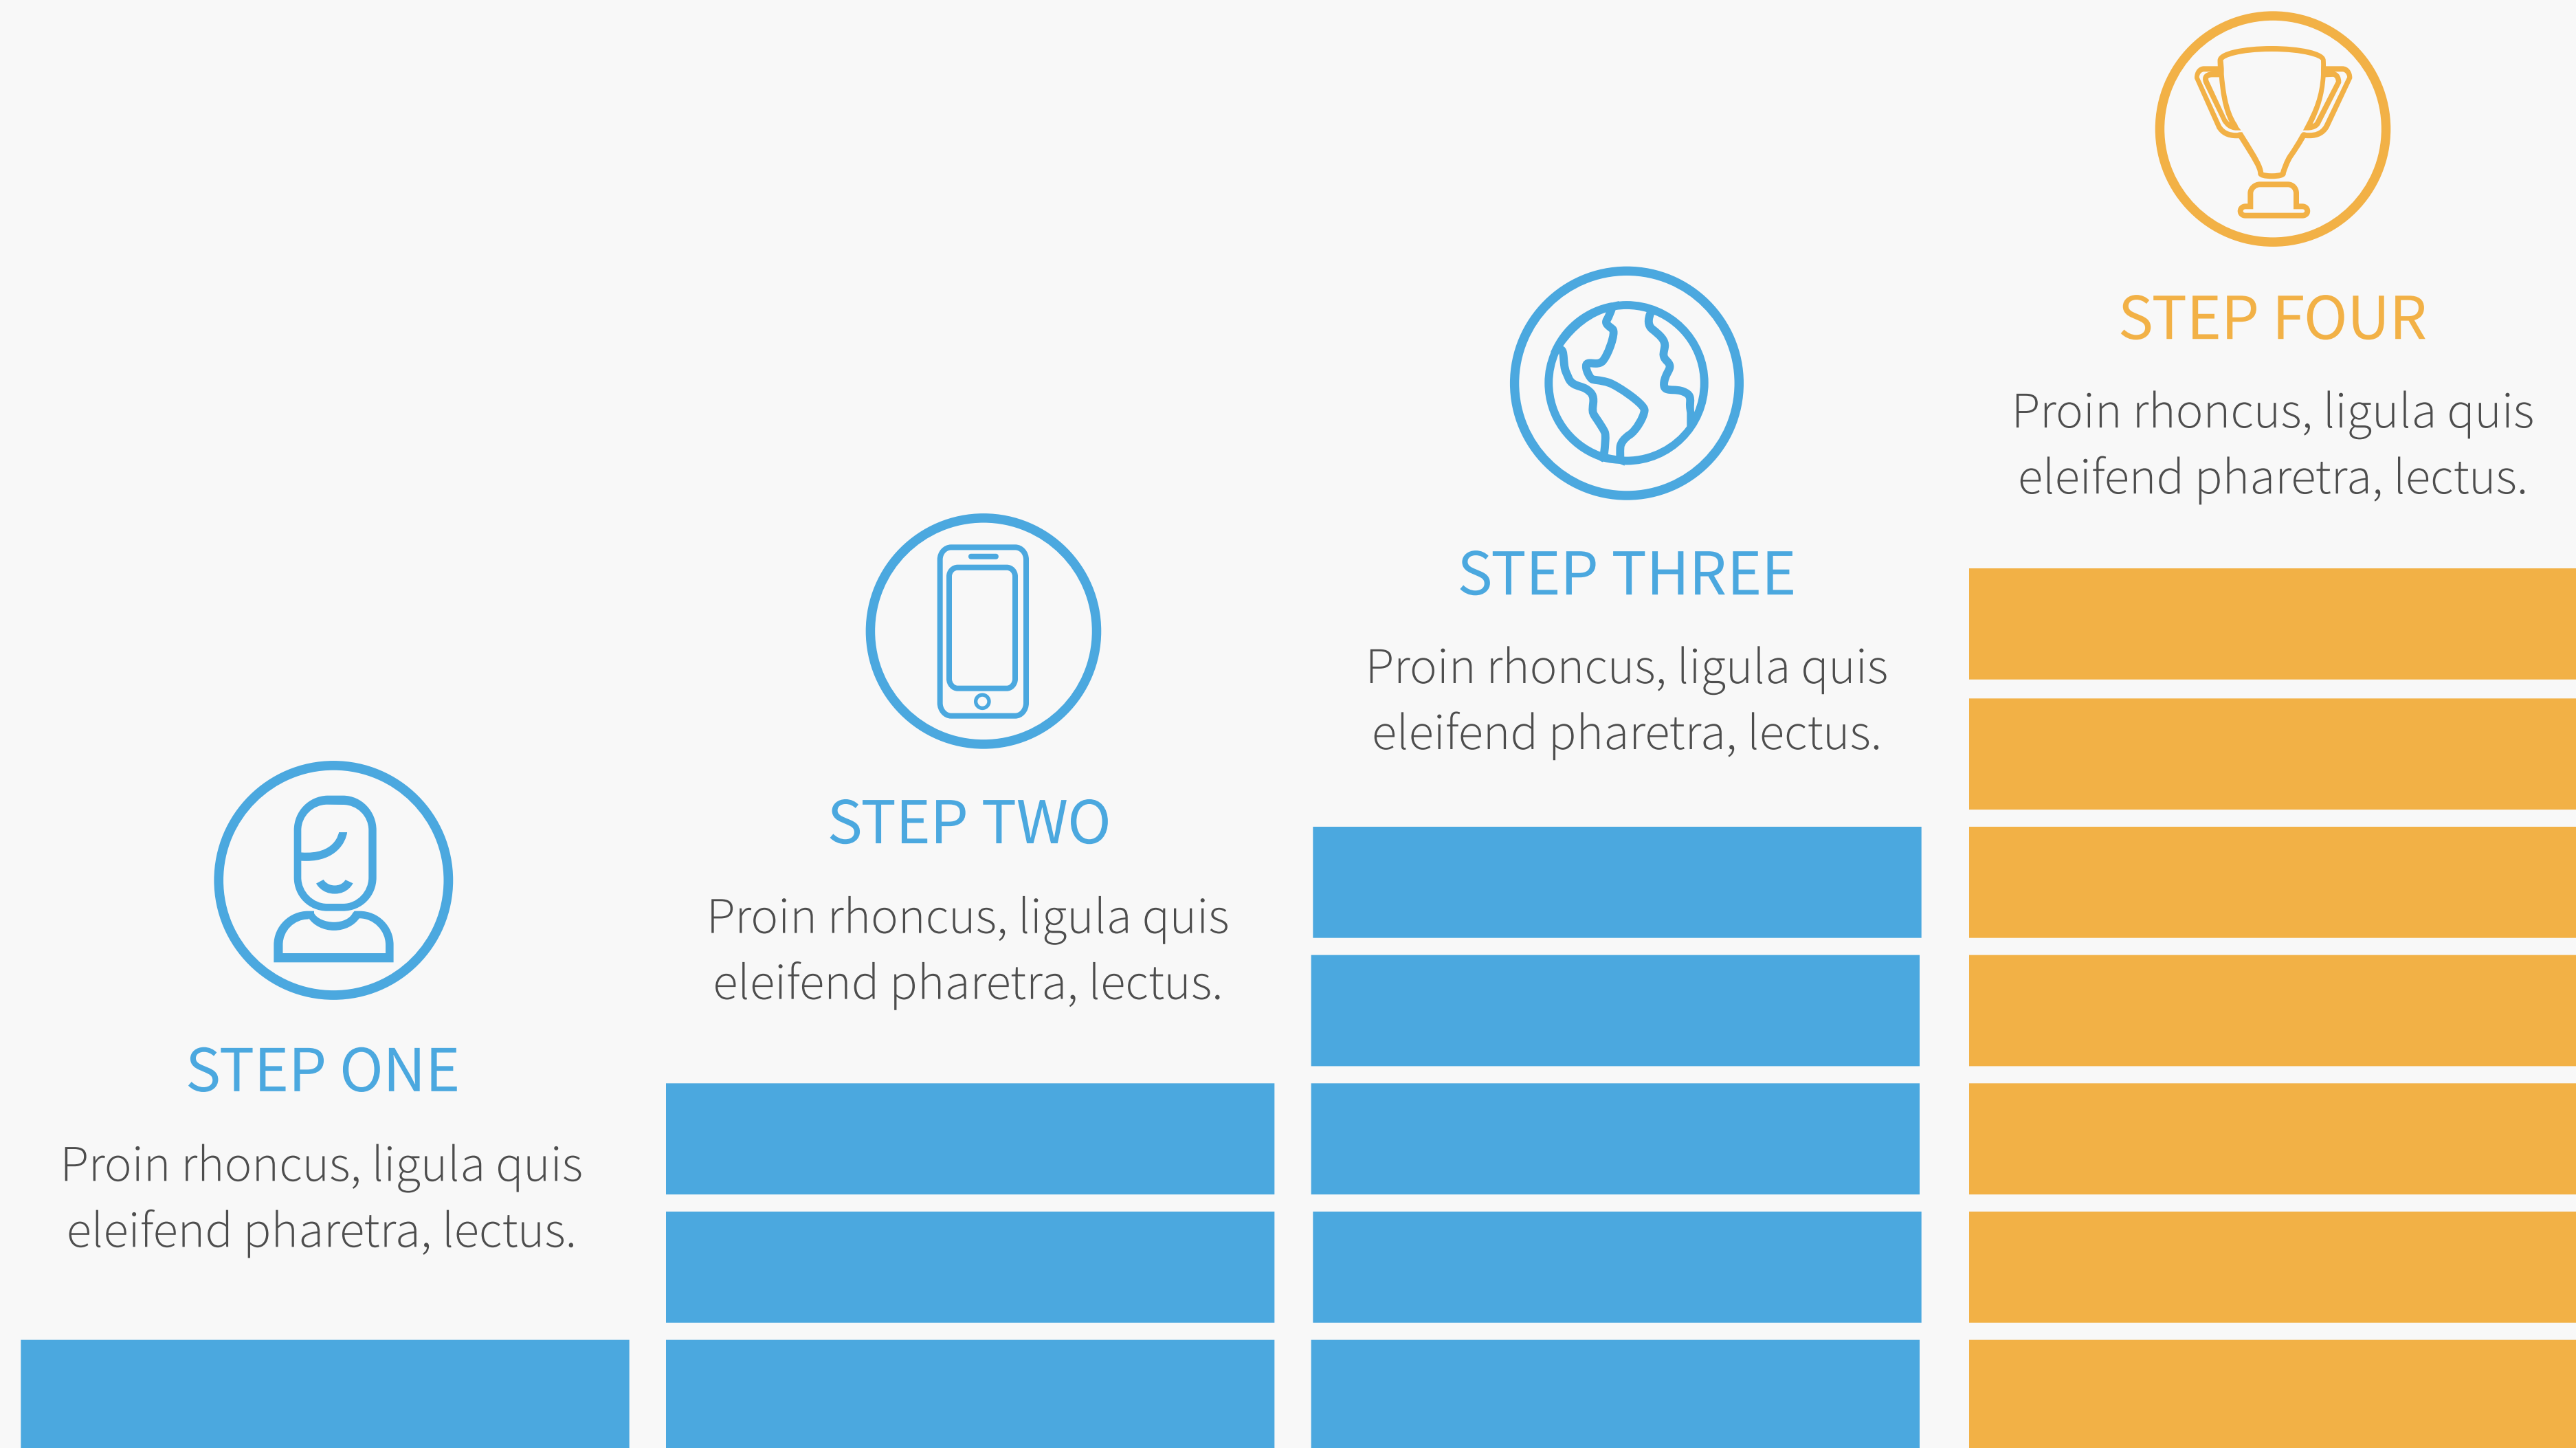 STEP ONE
Proin rhoncus, ligula quis
eleifend pharetra, lectus.
STEP TWO
Proin rhoncus, ligula quis
eleifend pharetra, lectus.
STEP THREE
Proin rhoncus, ligula quis
eleifend pharetra, lectus.
STEP FOUR
Proin rhoncus, ligula quis
eleifend pharetra, lectus.